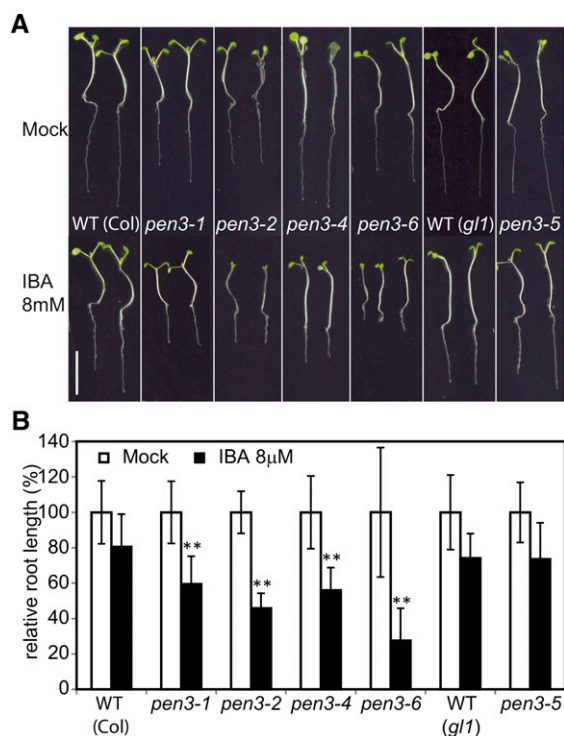 A
Mock
WT (Col) pen3-1 pen3-2 pen3-4 pen3-6 WT (gl1) pen3-5
IBA
8mM
B
140
120
100
80
60
40
20
0
relative root length (%)
Mock IBA 8μM
**
**
**
**
WT
(Col)
pen3-1 pen3-2 pen3-4 pen3-6
WT
(gl1)
pen3-5